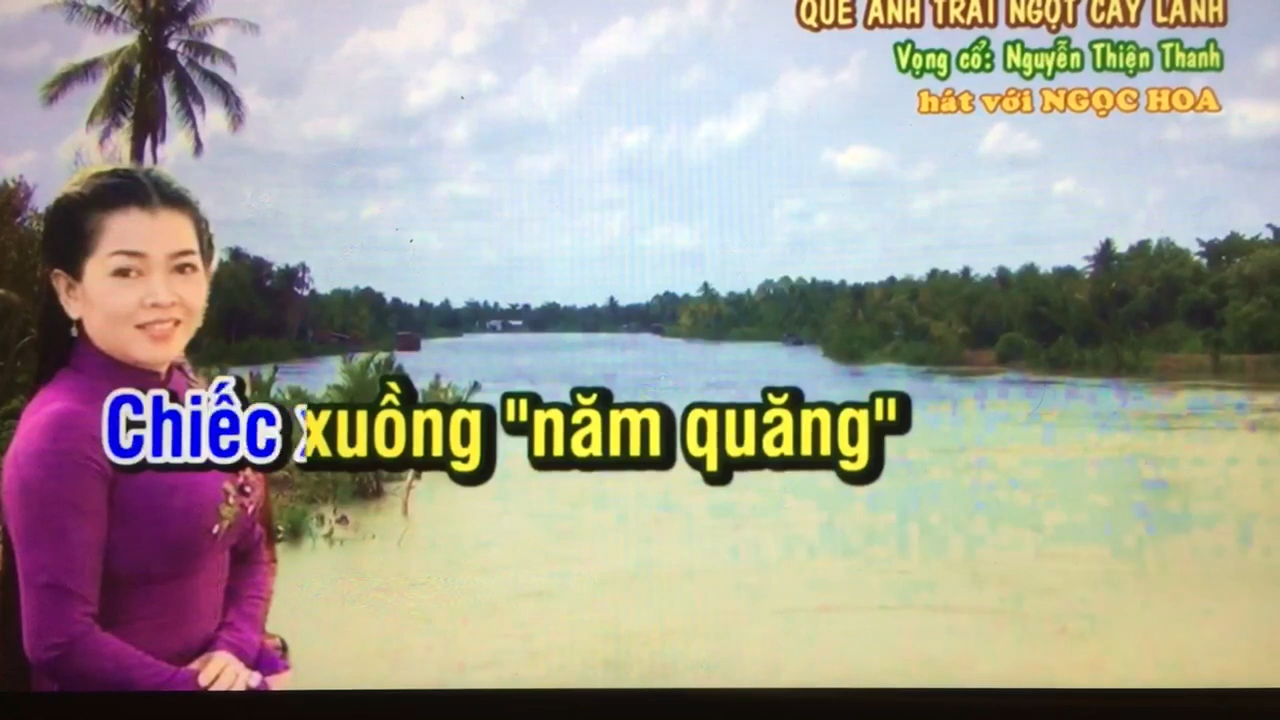 QUÊ ANH TRÁI NGỌT CÂY LÀNH
Vọng cổ: Nguyễn Thiện Thanh
hát với NGỌC HOA
Chiếc xuồng "năm quăng"